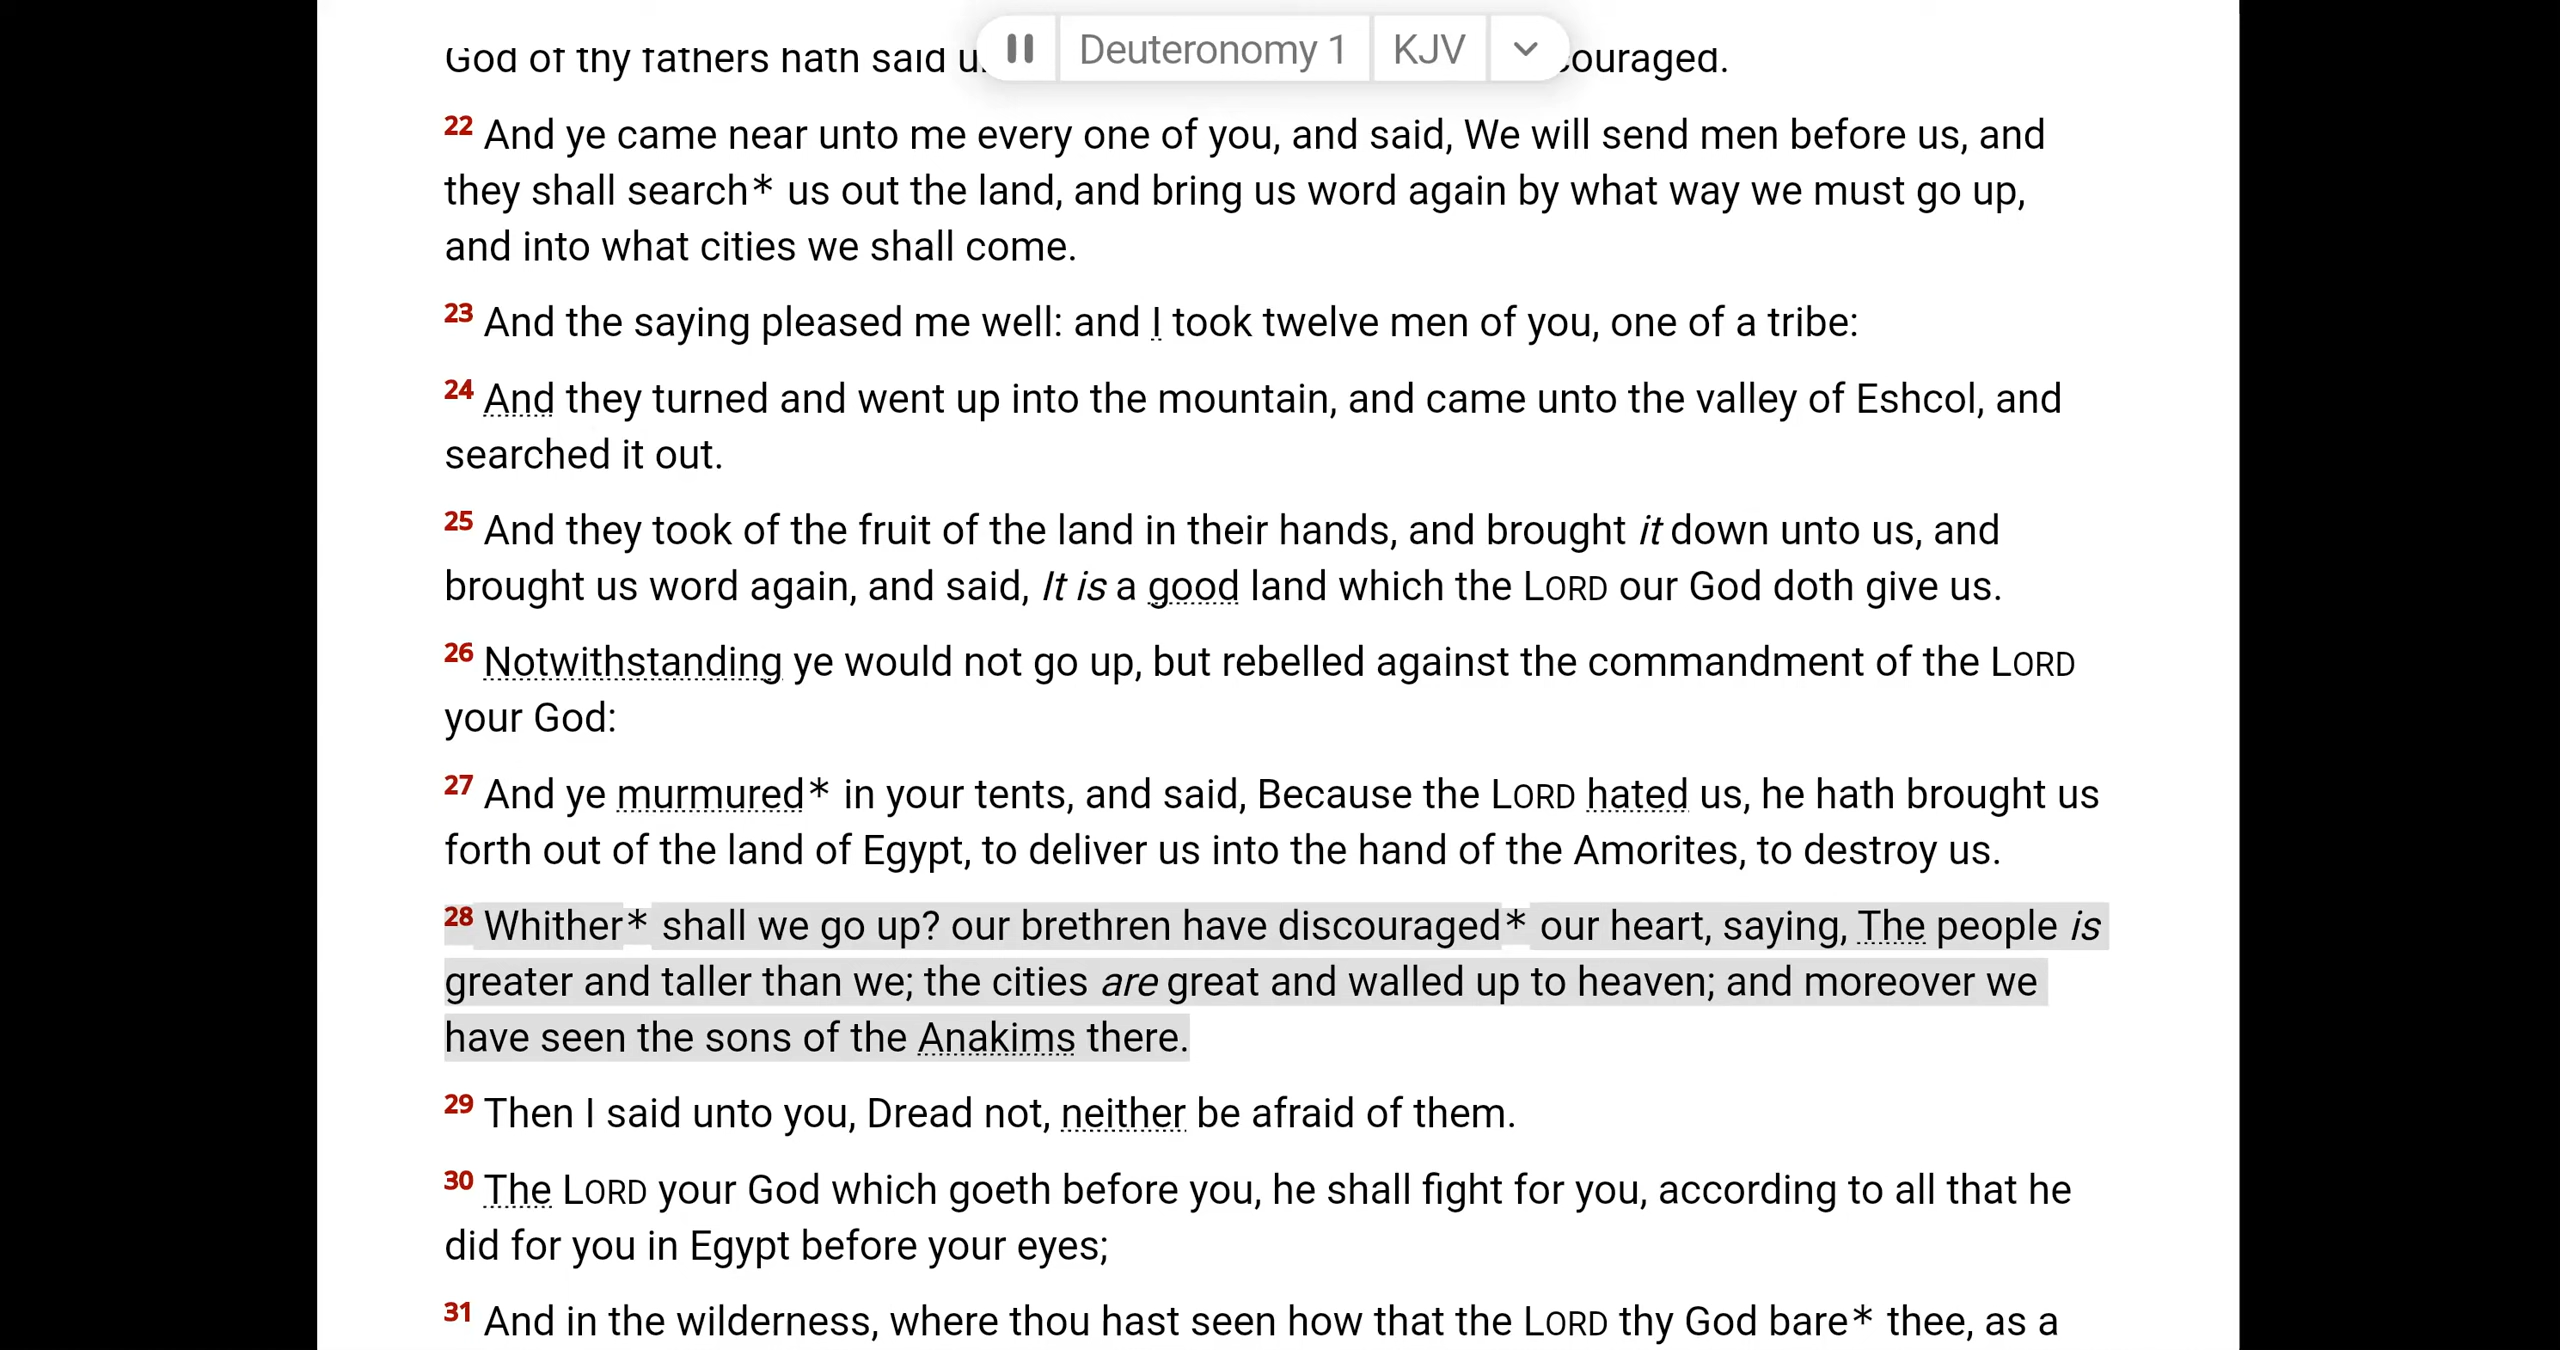 God of thy fathers hath said u
Deuteronomy 1 KJV
ouraged.
22 And ye came near unto me every one of you, and said, We will send men before us, and
they shall search* us out the land, and bring us word again by what way we must go up,
and into what cities we shall come.
23 And the saying pleased me well: and I took twelve men of you, one of a tribe:
24 And they turned and went up into the mountain, and came unto the valley of Eshcol, and
searched it out.
25 And they took of the fruit of the land in their hands, and brought it down unto us, and
brought us word again, and said, It is a good land which the LORD our God doth give us.
26 Notwithstanding ye would not go up, but rebelled against the commandment of the LORD
your God:
27 And ye murmured* in your tents, and said, Because the LORD hated us, he hath brought us
forth out of the land of Egypt, to deliver us into the hand of the Amorites, to destroy us.
28 Whither* shall we go up? our brethren have discouraged* our heart, saying, The people is
greater and taller than we; the cities are great and walled up to heaven; and moreover we
have seen the sons of the Anakims there.
29 Then I said unto you, Dread not, neither be afraid of them.
30 The LORD your God which goeth before you, he shall fight for you, according to all that he
did for you in Egypt before your eyes;
31 And in the wilderness, where thou hast seen how that the LORD thy God bare* thee, as a